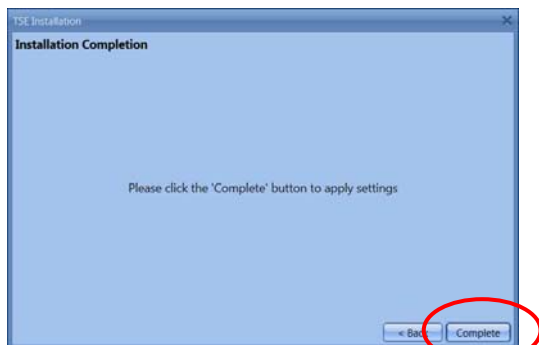 TSE Installation
Installation Completion
Please click the 'Complete' button to apply settings
< Back Complete